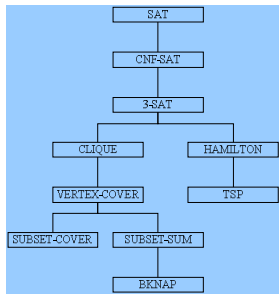 SAT
CNF-SAT
3-SAT
CLIQUE HAMILTON
VERTEX-COVER TSP
SUBSET-COVER SUBSET-SUM
BKNAP